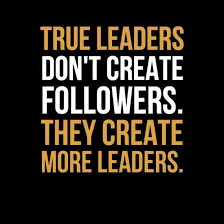 TRUE LEADERS
DON'T CREATE
FOLLOWERS.
THEY CREATE
MORE LEADERS.